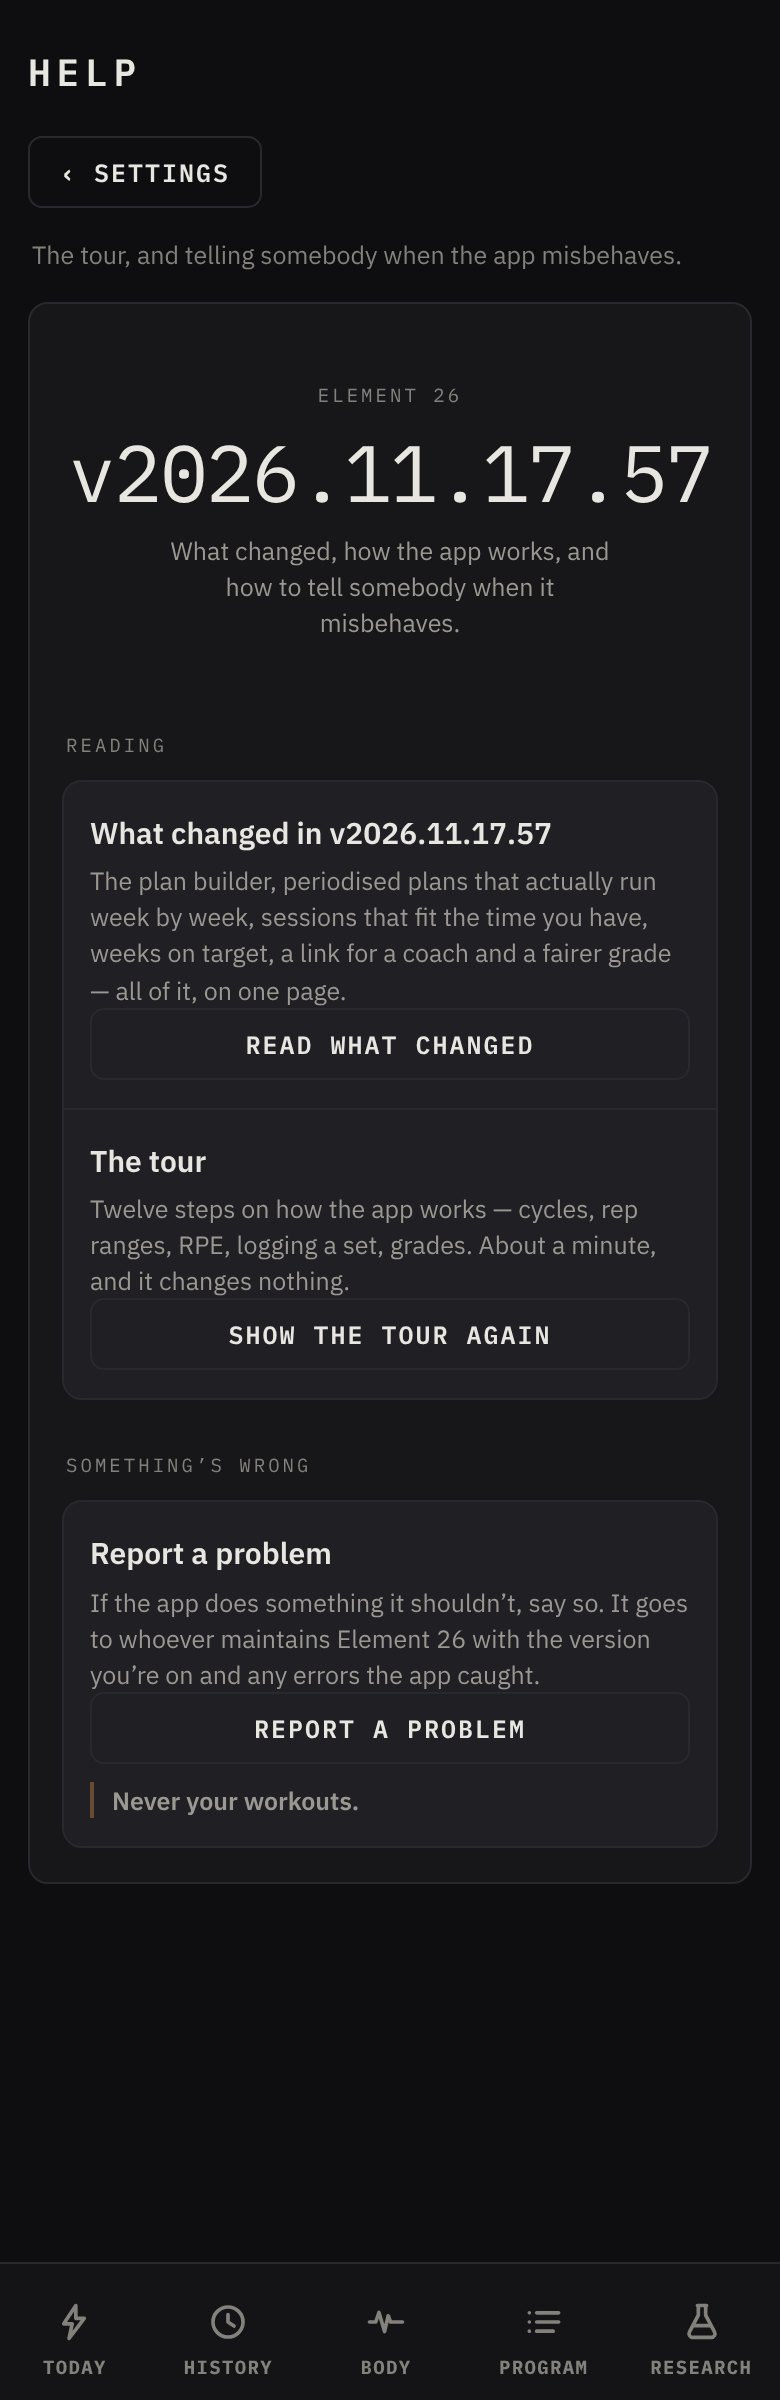 HELP
‹ SETTINGS
The tour, and telling somebody when the app misbehaves.
ELEMENT 26
v2026.11.17.57
What changed, how the app works, and
how to tell somebody when it
misbehaves.
READING
What changed in v2026.11.17.57
The plan builder, periodised plans that actually run
week by week, sessions that fit the time you have,
weeks on target, a link for a coach and a fairer grade
— all of it, on one page.
READ WHAT CHANGED
The tour
Twelve steps on how the app works — cycles, rep
ranges, RPE, logging a set, grades. About a minute,
and it changes nothing.
SHOW THE TOUR AGAIN
SOMETHING’S WRONG
Report a problem
If the app does something it shouldn’t, say so. It goes
to whoever maintains Element 26 with the version
you’re on and any errors the app caught.
REPORT A PROBLEM
Never your workouts.
TODAY HISTORY BODY PROGRAM RESEARCH